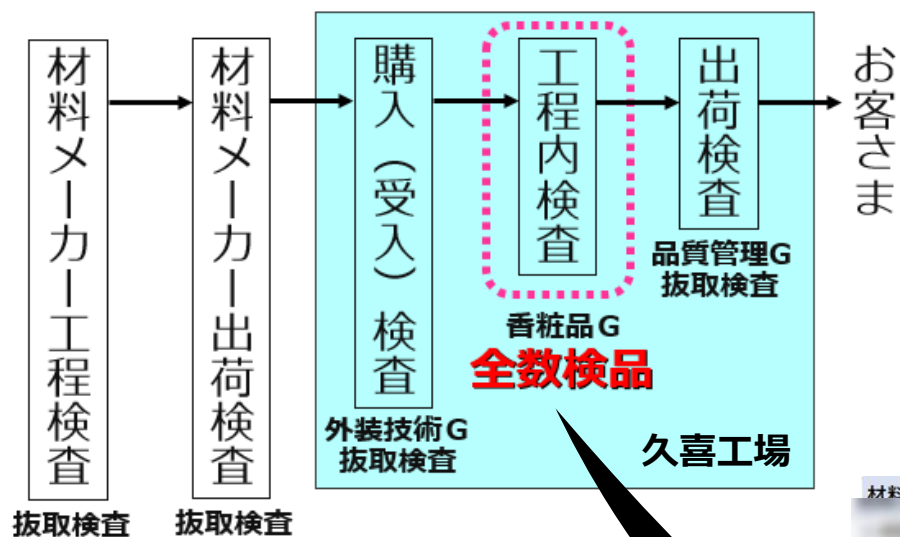 材料メーカー工程検査
抜取検査
材料メーカー出荷検査
抜取検査
購入（受入）検査
外装技術G
抜取検査
工程内検査
香粧品G
全数検品
出荷検査
品質管理G
抜取検査
久喜工場
お客さま
材料